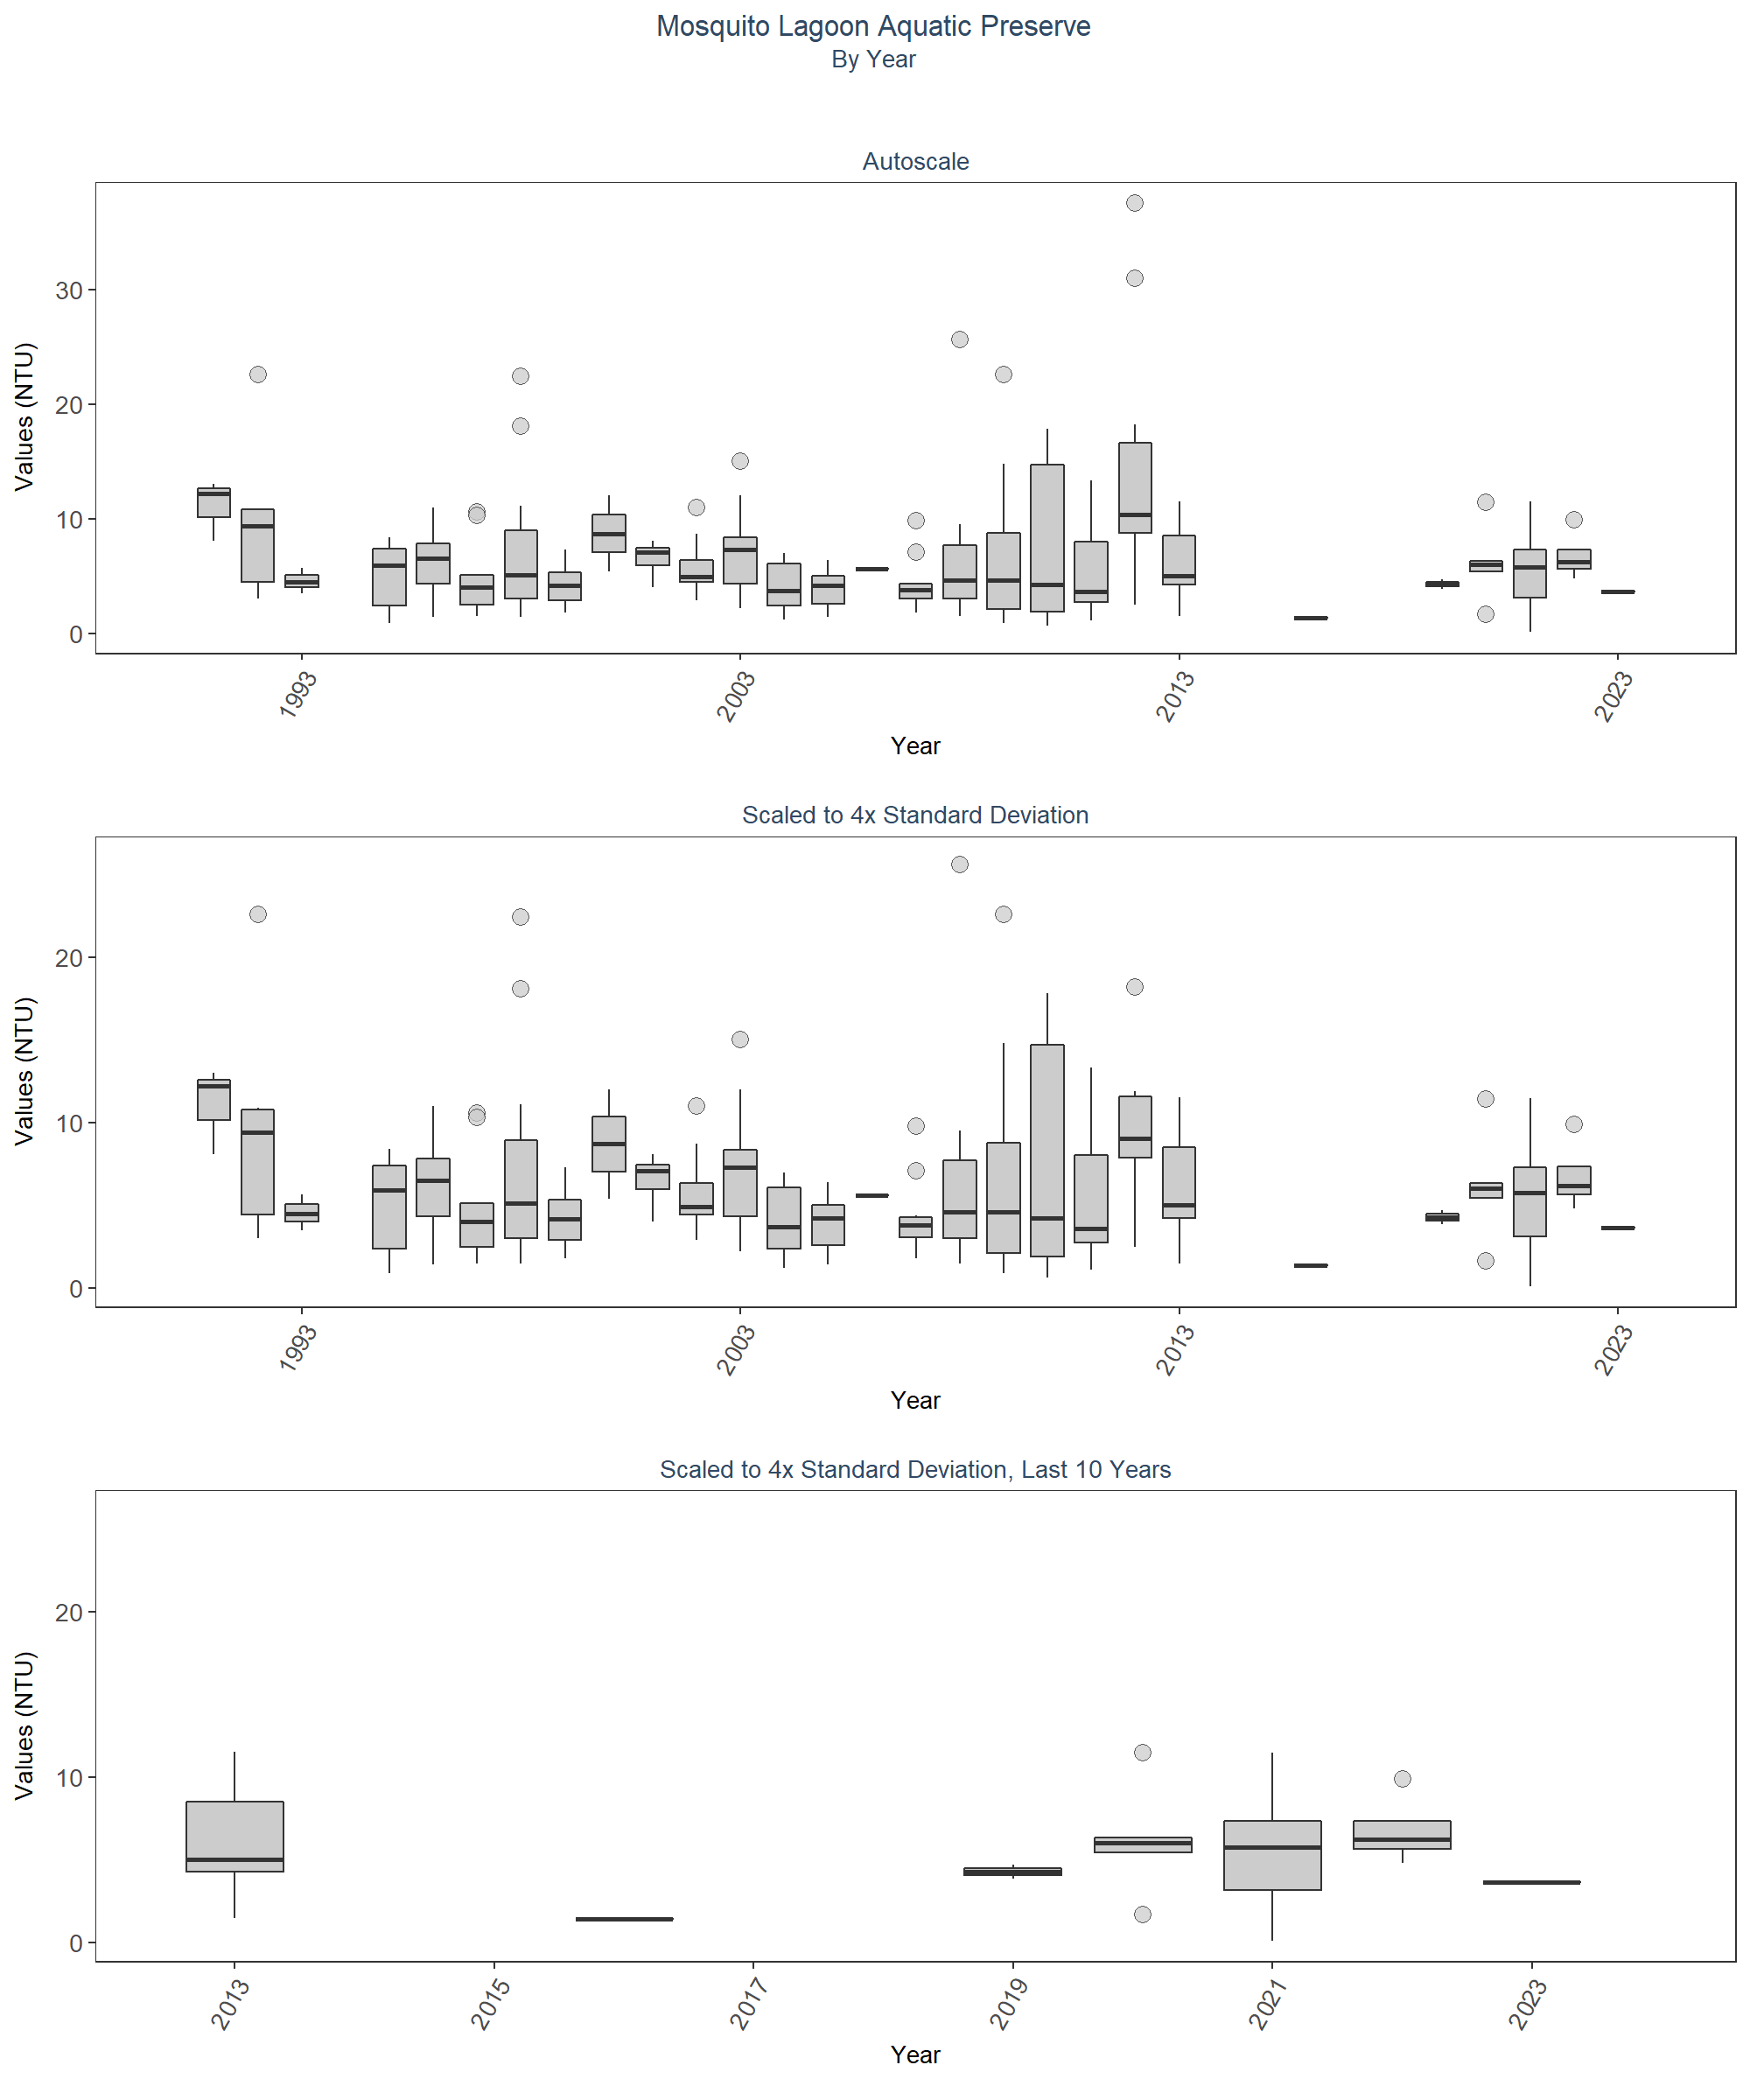 Mosquito Lagoon Aquatic Preserve
By Year
Autoscale
Values (NTU)
30
20
10
0
1993
2003
2013
2023
Year
Scaled to 4x Standard Deviation
Values (NTU)
20
10
0
1993
2003
2013
2023
Year
Scaled to 4x Standard Deviation, Last 10 Years
Values (NTU)
20
10
0
2013
2015
2017
2019
2021
2023
Year